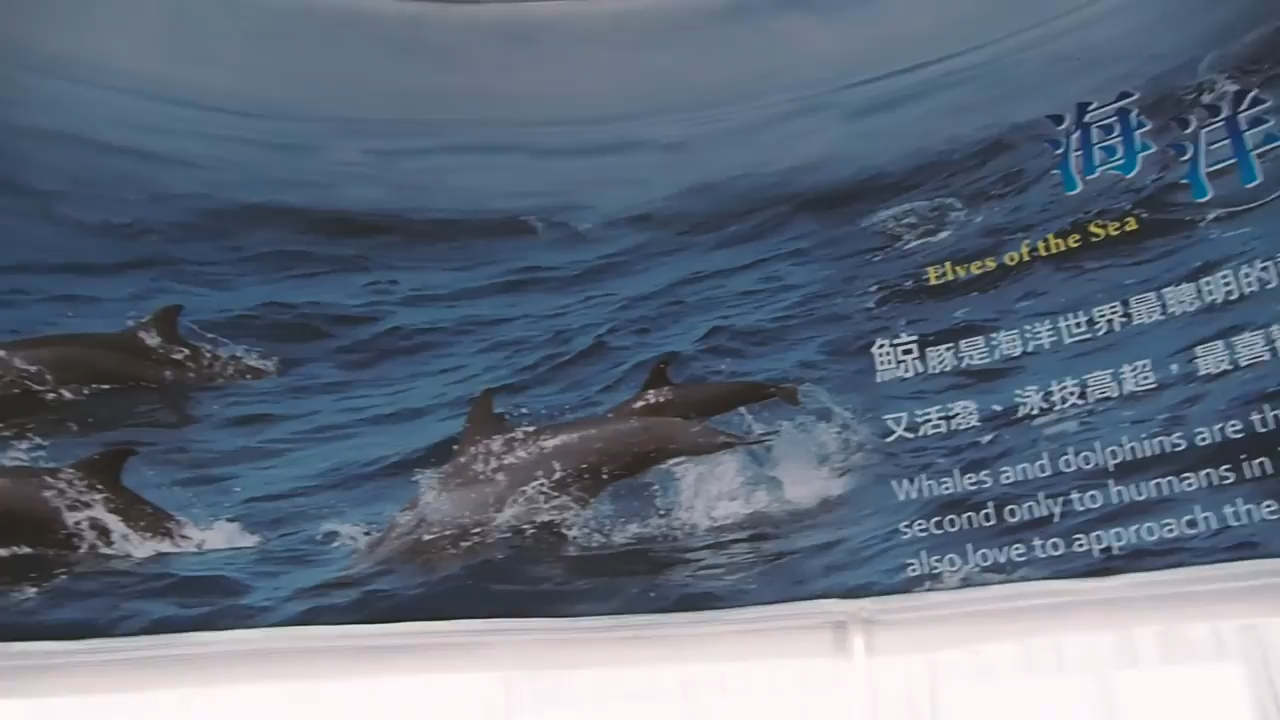 海洋
Elves of the Sea
鯨豚是海洋世界最聰明的
又活潑、泳技高超，最喜
Whales and dolphins are th
second only to humans in
also love to approach the